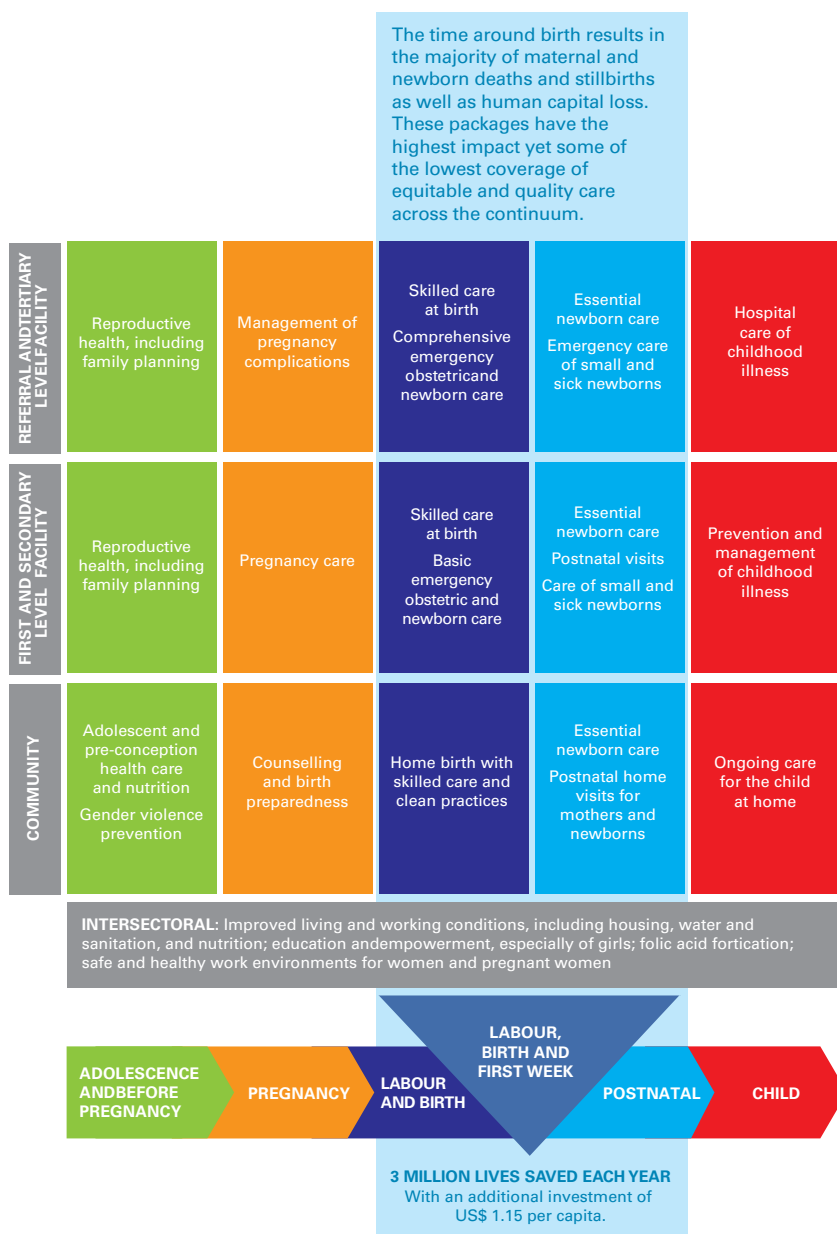 The time around birth results in
the majority of maternal and
newborn deaths and stillbirths
as well as human capital loss.
These packages have the
highest impact yet some of
the lowest coverage of
equitable and quality care
across the continuum.
REFERRAL ANDTERTIARY
LEVELFACILITY
Reproductive
health, including
family planning
Management of
pregnancy
complications
Skilled care
at birth
Comprehensive
emergency
obstetricand
newborn care
Essential
newborn care
Emergency care
of small and
sick newborns
Hospital
care of
childhood
illness
FIRST AND SECONDARY
LEVEL FACILITY
Reproductive
health, including
family planning
Pregnancy care
Skilled care
at birth
Basic
emergency
obstetric and
newborn care
Essential
newborn care
Postnatal visits
Care of small and
sick newborns
Prevention and
management
of childhood
illness
COMMUNITY
Adolescent and
pre-conception
health care
and nutrition
Gender violence
prevention
Counselling
and birth
preparedness
Home birth with
skilled care and
clean practices
Essential
newborn care
Postnatal home
visits for
mothers and
newborns
Ongoing care
for the child
at home
INTERSECTORAL: Improved living and working conditions, including housing, water and
sanitation, and nutrition; education andempowerment, especially of girls; folic acid fortication;
safe and healthy work environments for women and pregnant women
ADOLESCENCE
ANDBEFORE
PREGNANCY
PREGNANCY
LABOUR
AND BIRTH
LABOUR,
BIRTH AND
FIRST WEEK
POSTNATAL
CHILD
3 MILLION LIVES SAVED EACH YEAR
With an additional investment of
US$ 1.15 per capita.